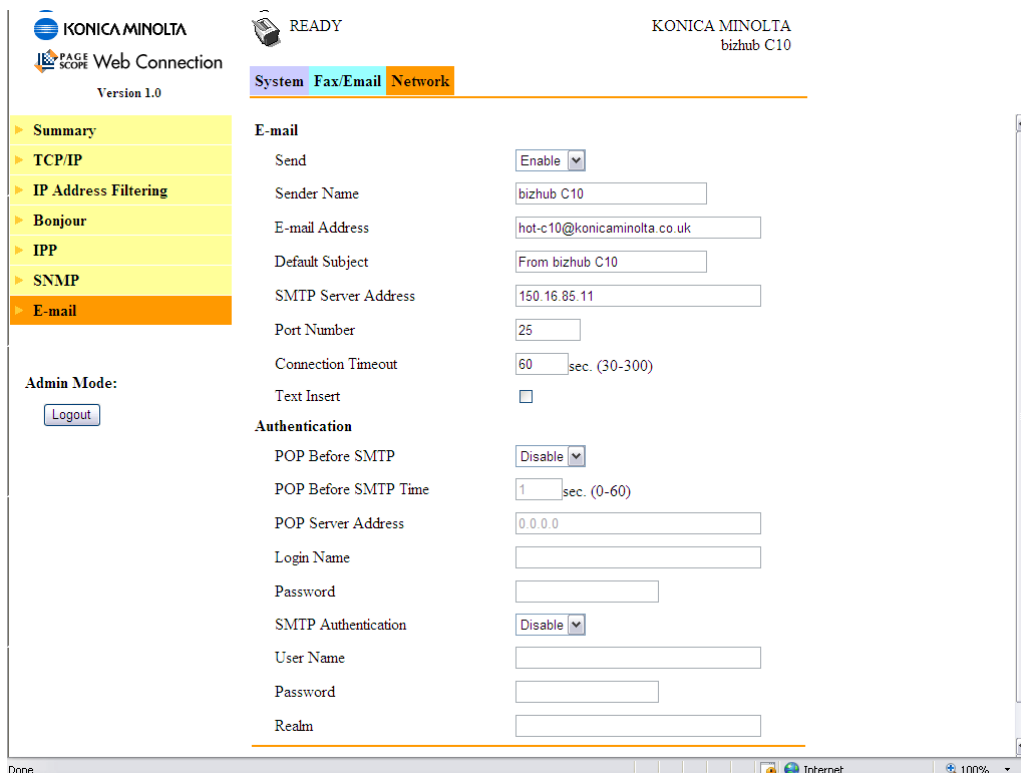 KONICA MINOLTA
PAGE SCOPE Web Connection
Version 1.0
READY
KONICA MINOLTA
bizhub C10
System Fax/Email Network
Summary
TCP/IP
IP Address Filtering
Bonjour
IPP
SNMP
E-mail
Admin Mode:
Logout
E-mail
Send Enable
Sender Name bizhub C10
E-mail Address hot-c10@konicaminolta.co.uk
Default Subject From bizhub C10
SMTP Server Address 150.16.85.11
Port Number 25
Connection Timeout 60 sec. (30-300)
Text Insert
Authentication
POP Before SMTP Disable
POP Before SMTP Time 1 sec. (0-60)
POP Server Address 0.0.0.0
Login Name
Password
SMTP Authentication Disable
User Name
Password
Realm
Done Internet 100%